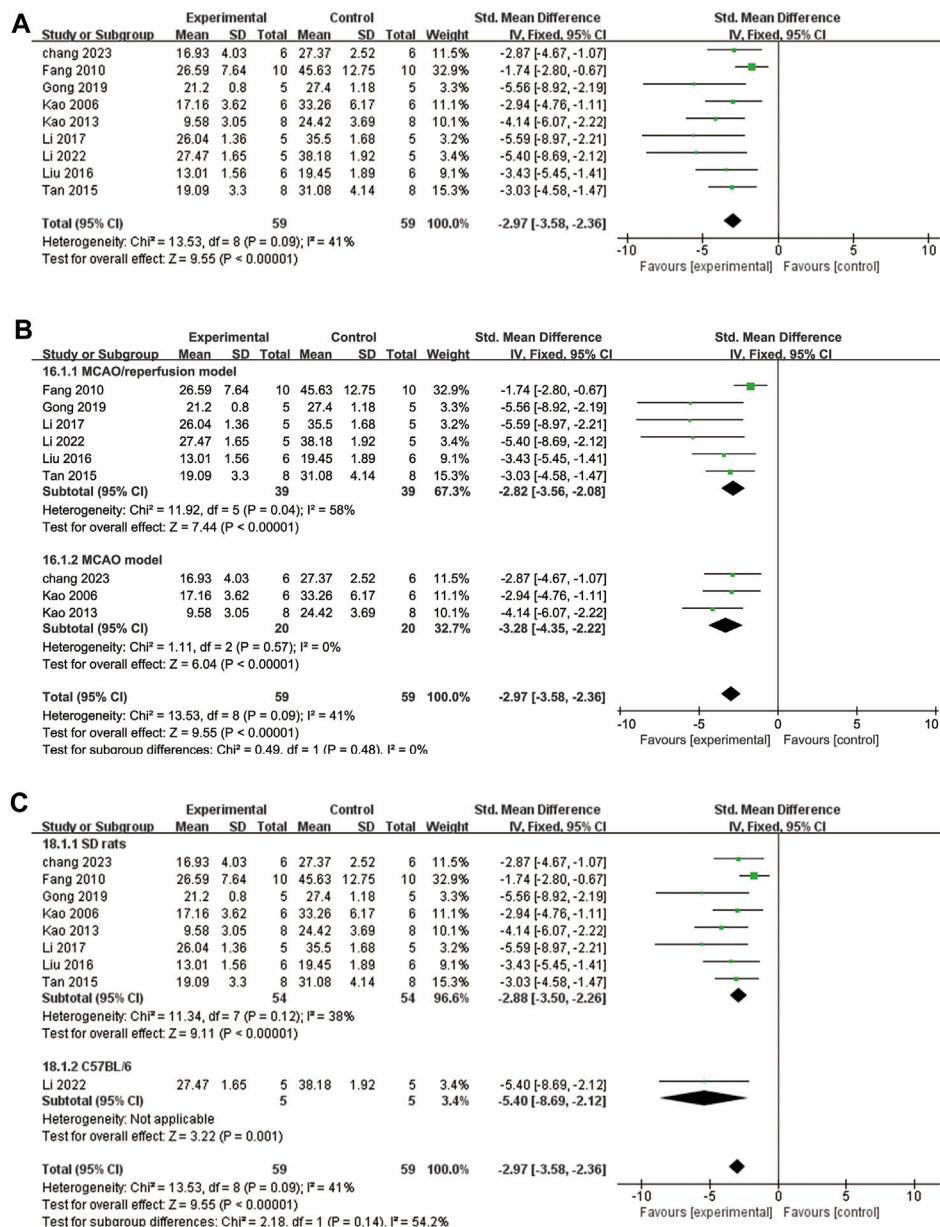 A
Experimental Control Std. Mean Difference Std. Mean Difference
Study or Subgroup Mean SD Total Mean SD Total Weight IV, Fixed, 95% CI IV, Fixed, 95% CI
chang 2023 16.93 4.03 6 27.37 2.52 6 11.5% -2.87 [-4.67, -1.07]
Fang 2010 26.59 7.64 10 45.63 12.75 10 32.9% -1.74 [-2.80, -0.67]
Gong 2019 21.2 0.8 5 27.4 1.18 5 3.3% -5.56 [-8.92, -2.19]
Kao 2006 17.16 3.62 6 33.26 6.17 6 11.1% -2.94 [-4.76, -1.11]
Kao 2013 9.58 3.05 8 24.42 3.69 8 10.1% -4.14 [-6.07, -2.22]
Li 2017 26.04 1.36 5 35.5 1.68 5 3.2% -5.59 [-8.97, -2.21]
Li 2022 27.47 1.65 5 38.18 1.92 5 3.4% -5.40 [-8.69, -2.12]
Liu 2016 13.01 1.56 6 19.45 1.89 6 9.1% -3.43 [-5.45, -1.41]
Tan 2015 19.09 3.3 8 31.08 4.14 8 15.3% -3.03 [-4.58, -1.47]
Total (95% CI) 59 59 100.0% -2.97 [-3.58, -2.36]
Heterogeneity: Chi² = 13.53, df = 8 (P = 0.09); I² = 41%
Test for overall effect: Z = 9.55 (P < 0.00001)
-10 -5 0 5 10
Favours [experimental] Favours [control]
B
Experimental Control Std. Mean Difference Std. Mean Difference
Study or Subgroup Mean SD Total Mean SD Total Weight IV, Fixed, 95% CI IV, Fixed, 95% CI
16.1.1 MCAO/reperfusion model
Fang 2010 26.59 7.64 10 45.63 12.75 10 32.9% -1.74 [-2.80, -0.67]
Gong 2019 21.2 0.8 5 27.4 1.18 5 3.3% -5.56 [-8.92, -2.19]
Li 2017 26.04 1.36 5 35.5 1.68 5 3.2% -5.59 [-8.97, -2.21]
Li 2022 27.47 1.65 5 38.18 1.92 5 3.4% -5.40 [-8.69, -2.12]
Liu 2016 13.01 1.56 6 19.45 1.89 6 9.1% -3.43 [-5.45, -1.41]
Tan 2015 19.09 3.3 8 31.08 4.14 8 15.3% -3.03 [-4.58, -1.47]
Subtotal (95% CI) 39 39 67.3% -2.82 [-3.56, -2.08]
Heterogeneity: Chi² = 11.92, df = 5 (P = 0.04); I² = 58%
Test for overall effect: Z = 7.44 (P < 0.00001)
16.1.2 MCAO model
chang 2023 16.93 4.03 6 27.37 2.52 6 11.5% -2.87 [-4.67, -1.07]
Kao 2006 17.16 3.62 6 33.26 6.17 6 11.1% -2.94 [-4.76, -1.11]
Kao 2013 9.58 3.05 8 24.42 3.69 8 10.1% -4.14 [-6.07, -2.22]
Subtotal (95% CI) 20 20 32.7% -3.28 [-4.35, -2.22]
Heterogeneity: Chi² = 1.11, df = 2 (P = 0.57); I² = 0%
Test for overall effect: Z = 6.04 (P < 0.00001)
Total (95% CI) 59 59 100.0% -2.97 [-3.58, -2.36]
Heterogeneity: Chi² = 13.53, df = 8 (P = 0.09); I² = 41%
Test for overall effect: Z = 9.55 (P < 0.00001)
Test for subgroup differences: Chi² = 0.49, df = 1 (P = 0.48), I² = 0%
-10 -5 0 5 10
Favours [experimental] Favours [control]
C
Experimental Control Std. Mean Difference Std. Mean Difference
Study or Subgroup Mean SD Total Mean SD Total Weight IV, Fixed, 95% CI IV, Fixed, 95% CI
18.1.1 SD rats
chang 2023 16.93 4.03 6 27.37 2.52 6 11.5% -2.87 [-4.67, -1.07]
Fang 2010 26.59 7.64 10 45.63 12.75 10 32.9% -1.74 [-2.80, -0.67]
Gong 2019 21.2 0.8 5 27.4 1.18 5 3.3% -5.56 [-8.92, -2.19]
Kao 2006 17.16 3.62 6 33.26 6.17 6 11.1% -2.94 [-4.76, -1.11]
Kao 2013 9.58 3.05 8 24.42 3.69 8 10.1% -4.14 [-6.07, -2.22]
Li 2017 26.04 1.36 5 35.5 1.68 5 3.2% -5.59 [-8.97, -2.21]
Liu 2016 13.01 1.56 6 19.45 1.89 6 9.1% -3.43 [-5.45, -1.41]
Tan 2015 19.09 3.3 8 31.08 4.14 8 15.3% -3.03 [-4.58, -1.47]
Subtotal (95% CI) 54 54 96.6% -2.88 [-3.50, -2.26]
Heterogeneity: Chi² = 11.34, df = 7 (P = 0.12); I² = 38%
Test for overall effect: Z = 9.11 (P < 0.00001)
18.1.2 C57BL/6
Li 2022 27.47 1.65 5 38.18 1.92 5 3.4% -5.40 [-8.69, -2.12]
Subtotal (95% CI) 5 5 3.4% -5.40 [-8.69, -2.12]
Heterogeneity: Not applicable
Test for overall effect: Z = 3.22 (P = 0.001)
Total (95% CI) 59 59 100.0% -2.97 [-3.58, -2.36]
Heterogeneity: Chi² = 13.53, df = 8 (P = 0.09); I² = 41%
Test for overall effect: Z = 9.55 (P < 0.00001)
Test for subgroup differences: Chi² = 2.18, df = 1 (P = 0.14), I² = 54.2%
-10 -5 0 5 10
Favours [experimental] Favours [control]